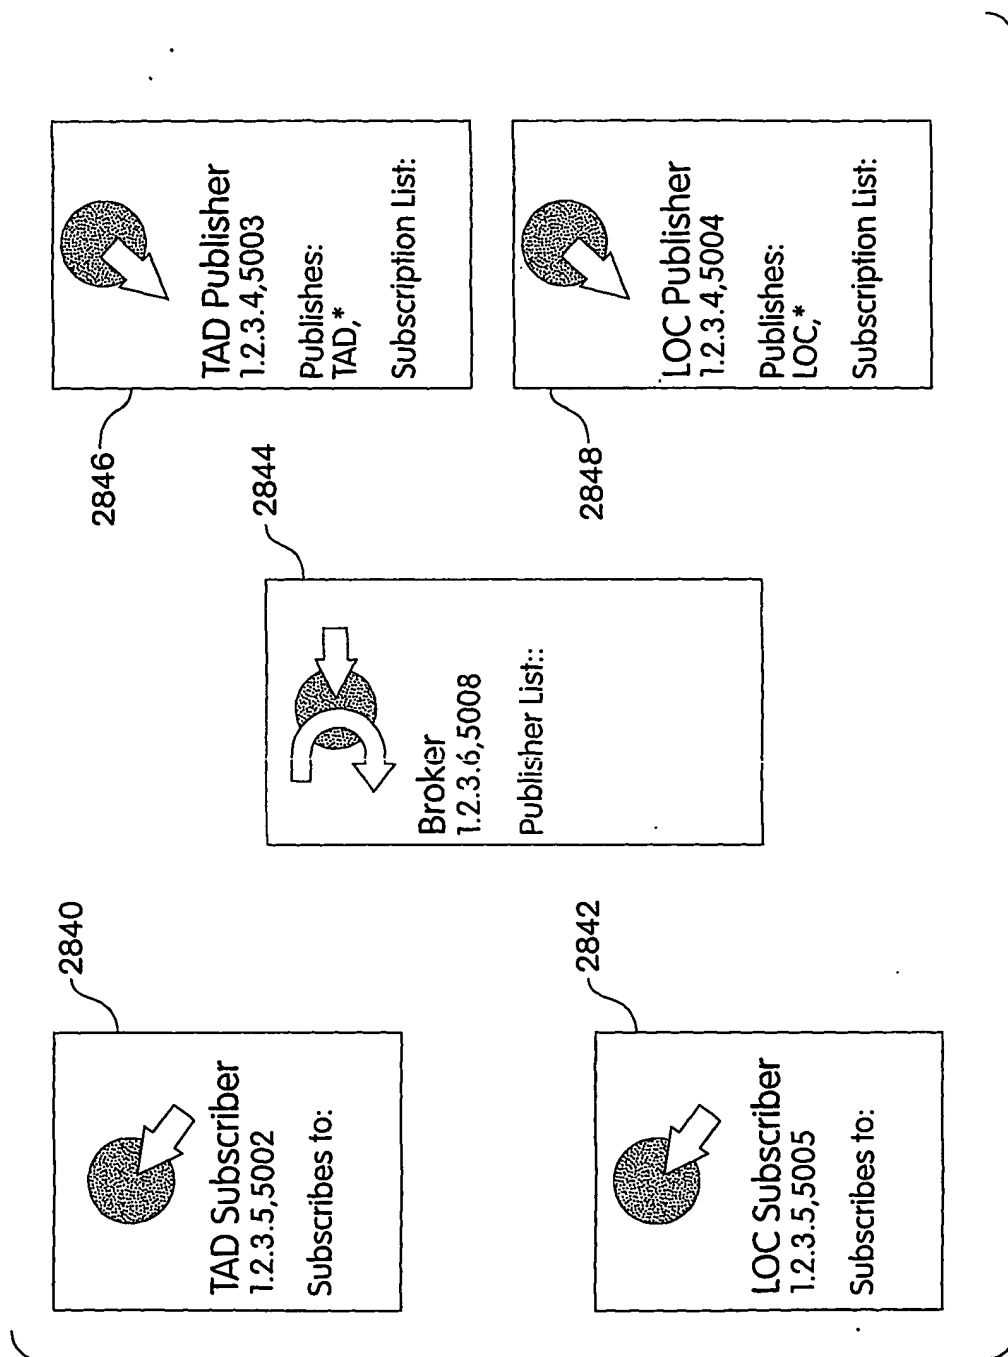 2840
TAD Subscriber
1.2.3.5,5002
Subscribes to:
2842
LOC Subscriber
1.2.3.5,5005
Subscribes to:
2844
Broker
1.2.3.6,5008
Publisher List::
2846
TAD Publisher
1.2.3.4,5003
Publishes:
TAD,*
Subscription List:
2848
LOC Publisher
1.2.3.4,5004
Publishes:
LOC,*
Subscription List: